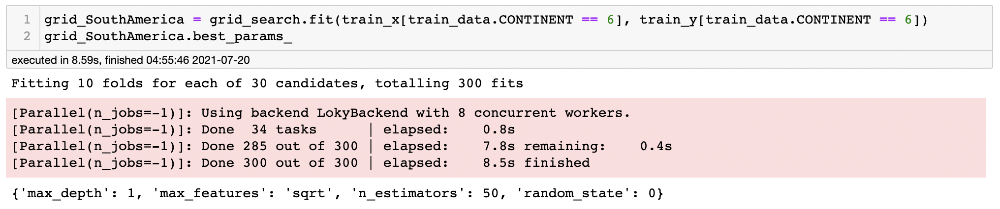 1 grid_SouthAmerica = grid_search.fit(train_x[train_data.CONTINENT == 6], train_y[train_data.CONTINENT == 6])
2 grid_SouthAmerica.best_params_
executed in 8.59s, finished 04:55:46 2021-07-20
Fitting 10 folds for each of 30 candidates, totalling 300 fits
[Parallel(n_jobs=-1)]: Using backend LokyBackend with 8 concurrent workers.
[Parallel(n_jobs=-1)]: Done  34 tasks      | elapsed:    0.8s
[Parallel(n_jobs=-1)]: Done 285 out of 300 | elapsed:    7.8s remaining:    0.4s
[Parallel(n_jobs=-1)]: Done 300 out of 300 | elapsed:    8.5s finished
{'max_depth': 1, 'max_features': 'sqrt', 'n_estimators': 50, 'random_state': 0}